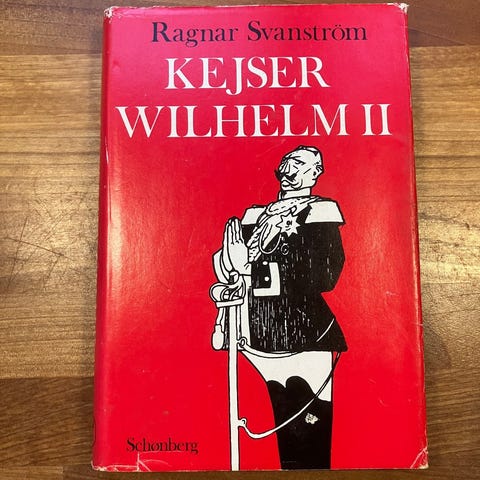 Ragnar Svanström
KEJSER
WILHELM II
Schønberg